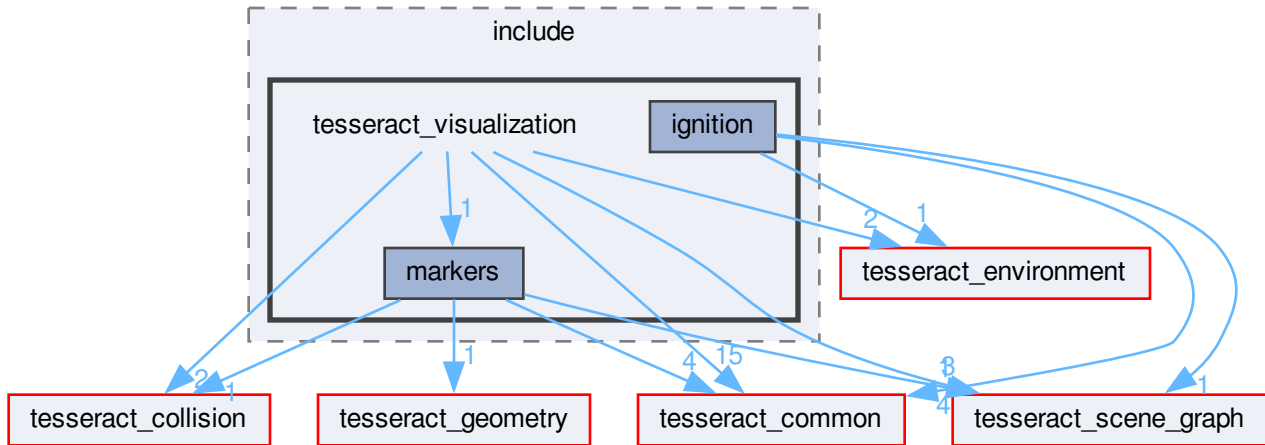 include
tesseract_visualization
ignition
1
2
1
markers
tesseract_environment
2
1
1
4
15
1
3
4
1
tesseract_collision
tesseract_geometry
tesseract_common
tesseract_scene_graph